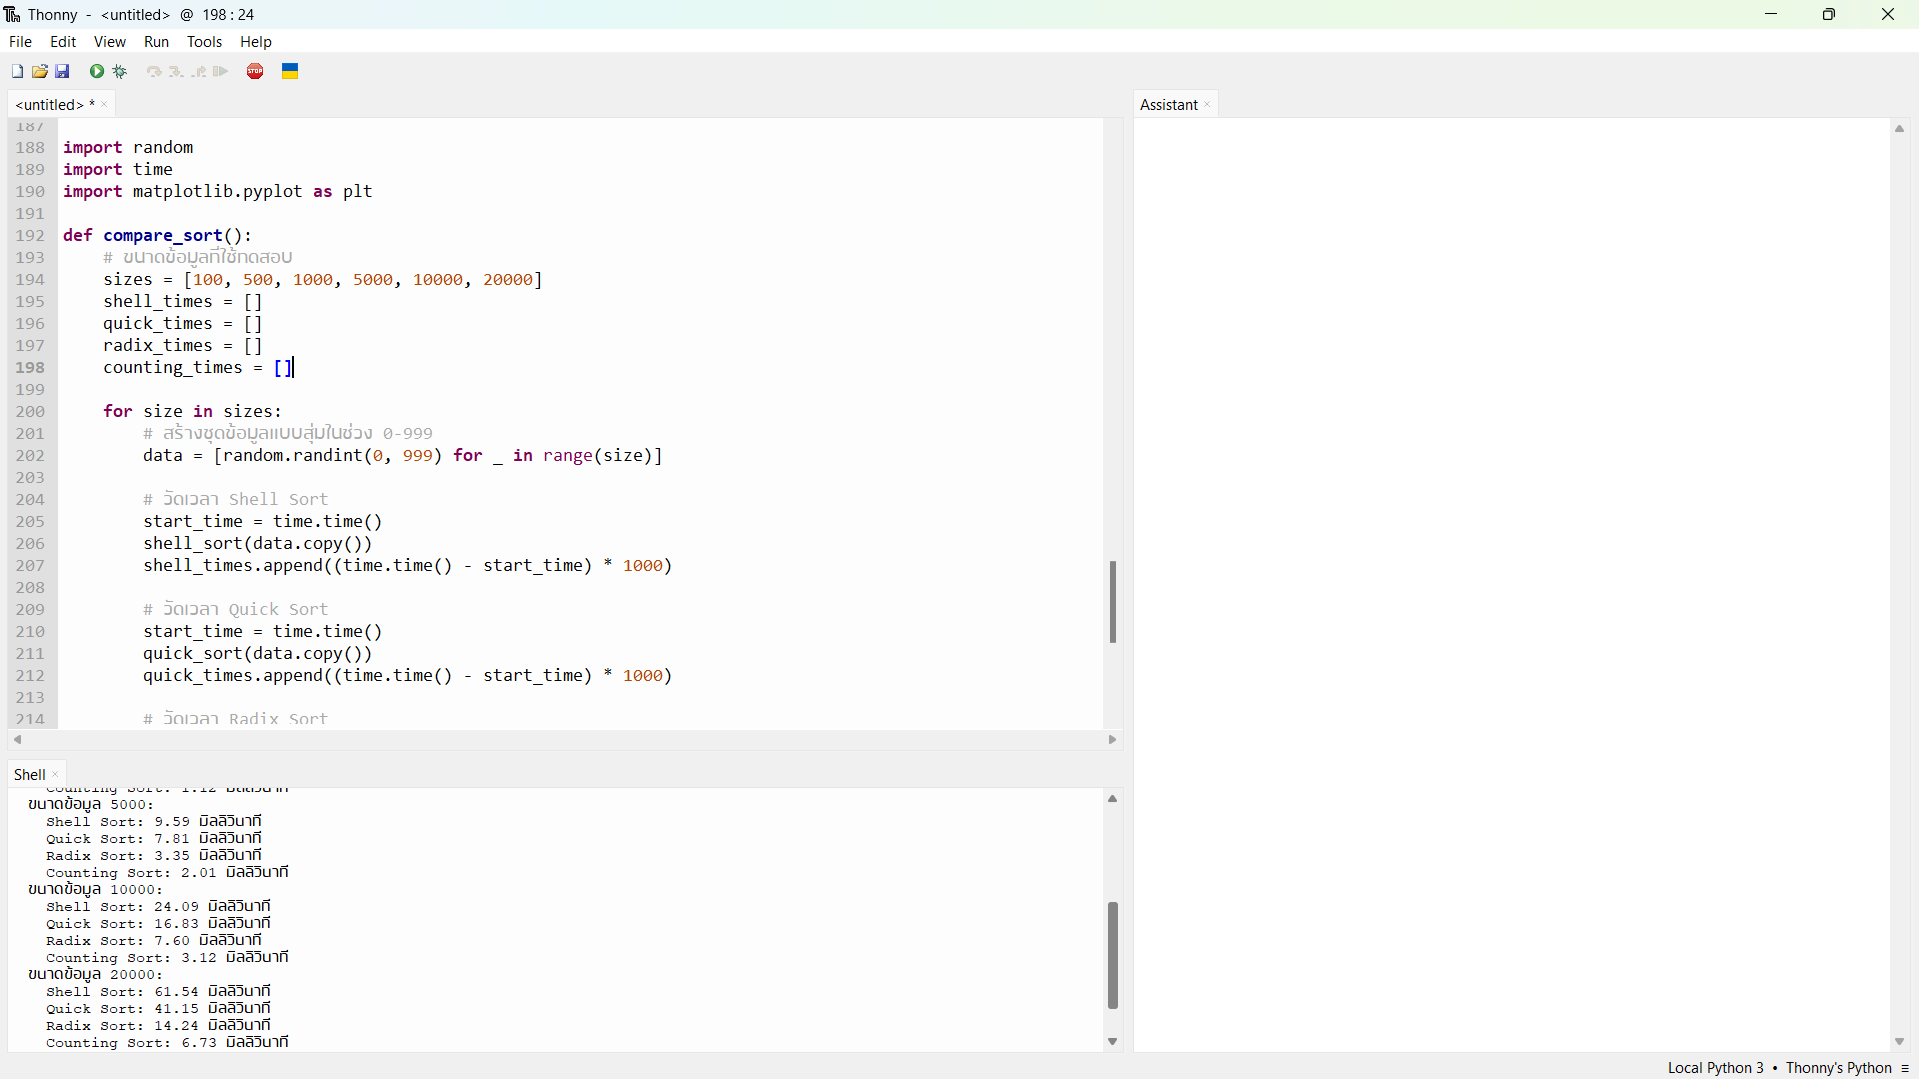 Thonny - <untitled> @ 198 : 24
File Edit View Run Tools Help
<untitled> *
Assistant
187
188 import random
189 import time
190 import matplotlib.pyplot as plt
191
192 def compare_sort():
193 # ขนาดข้อมูลที่ใช้ทดสอบ
194 sizes = [100, 500, 1000, 5000, 10000, 20000]
195 shell_times = []
196 quick_times = []
197 radix_times = []
198 counting_times = []
199
200 for size in sizes:
201 # สร้างชุดข้อมูลแบบสุ่มในช่วง 0-999
202 data = [random.randint(0, 999) for _ in range(size)]
203
204 # วัดเวลา Shell Sort
205 start_time = time.time()
206 shell_sort(data.copy())
207 shell_times.append((time.time() - start_time) * 1000)
208
209 # วัดเวลา Quick Sort
210 start_time = time.time()
211 quick_sort(data.copy())
212 quick_times.append((time.time() - start_time) * 1000)
213
214 # วัดเวลา Radix Sort
Shell
Counting Sort: 1.12 มิลลิวินาที
ขนาดข้อมูล 5000:
Shell Sort: 9.59 มิลลิวินาที
Quick Sort: 7.81 มิลลิวินาที
Radix Sort: 3.35 มิลลิวินาที
Counting Sort: 2.01 มิลลิวินาที
ขนาดข้อมูล 10000:
Shell Sort: 24.09 มิลลิวินาที
Quick Sort: 16.83 มิลลิวินาที
Radix Sort: 7.60 มิลลิวินาที
Counting Sort: 3.12 มิลลิวินาที
ขนาดข้อมูล 20000:
Shell Sort: 61.54 มิลลิวินาที
Quick Sort: 41.15 มิลลิวินาที
Radix Sort: 14.24 มิลลิวินาที
Counting Sort: 6.73 มิลลิวินาที
Local Python 3 • Thonny's Python